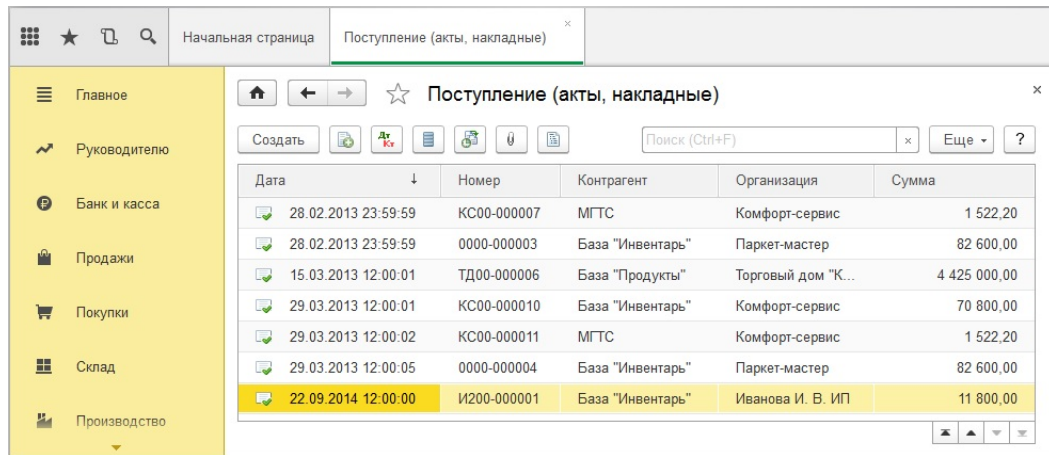 Начальная страница
Поступление (акты, накладные)
Главное
Руководителю
Банк и касса
Продажи
Покупки
Склад
Производство
Поступление (акты, накладные)
Создать
Дт Кт
Поиск (Ctrl+F)
Еще
?
Дата Номер Контрагент Организация Сумма
28.02.2013 23:59:59 КС00-000007 МГТС Комфорт-сервис 1 522,20
28.02.2013 23:59:59 0000-000003 База "Инвентарь" Паркет-мастер 82 600,00
15.03.2013 12:00:01 ТД00-000006 База "Продукты" Торговый дом "К... 4 425 000,00
29.03.2013 12:00:01 КС00-000010 База "Инвентарь" Комфорт-сервис 70 800,00
29.03.2013 12:00:02 КС00-000011 МГТС Комфорт-сервис 1 522,20
29.03.2013 12:00:05 0000-000004 База "Инвентарь" Паркет-мастер 82 600,00
22.09.2014 12:00:00 И200-000001 База "Инвентарь" Иванова И. В. ИП 11 800,00